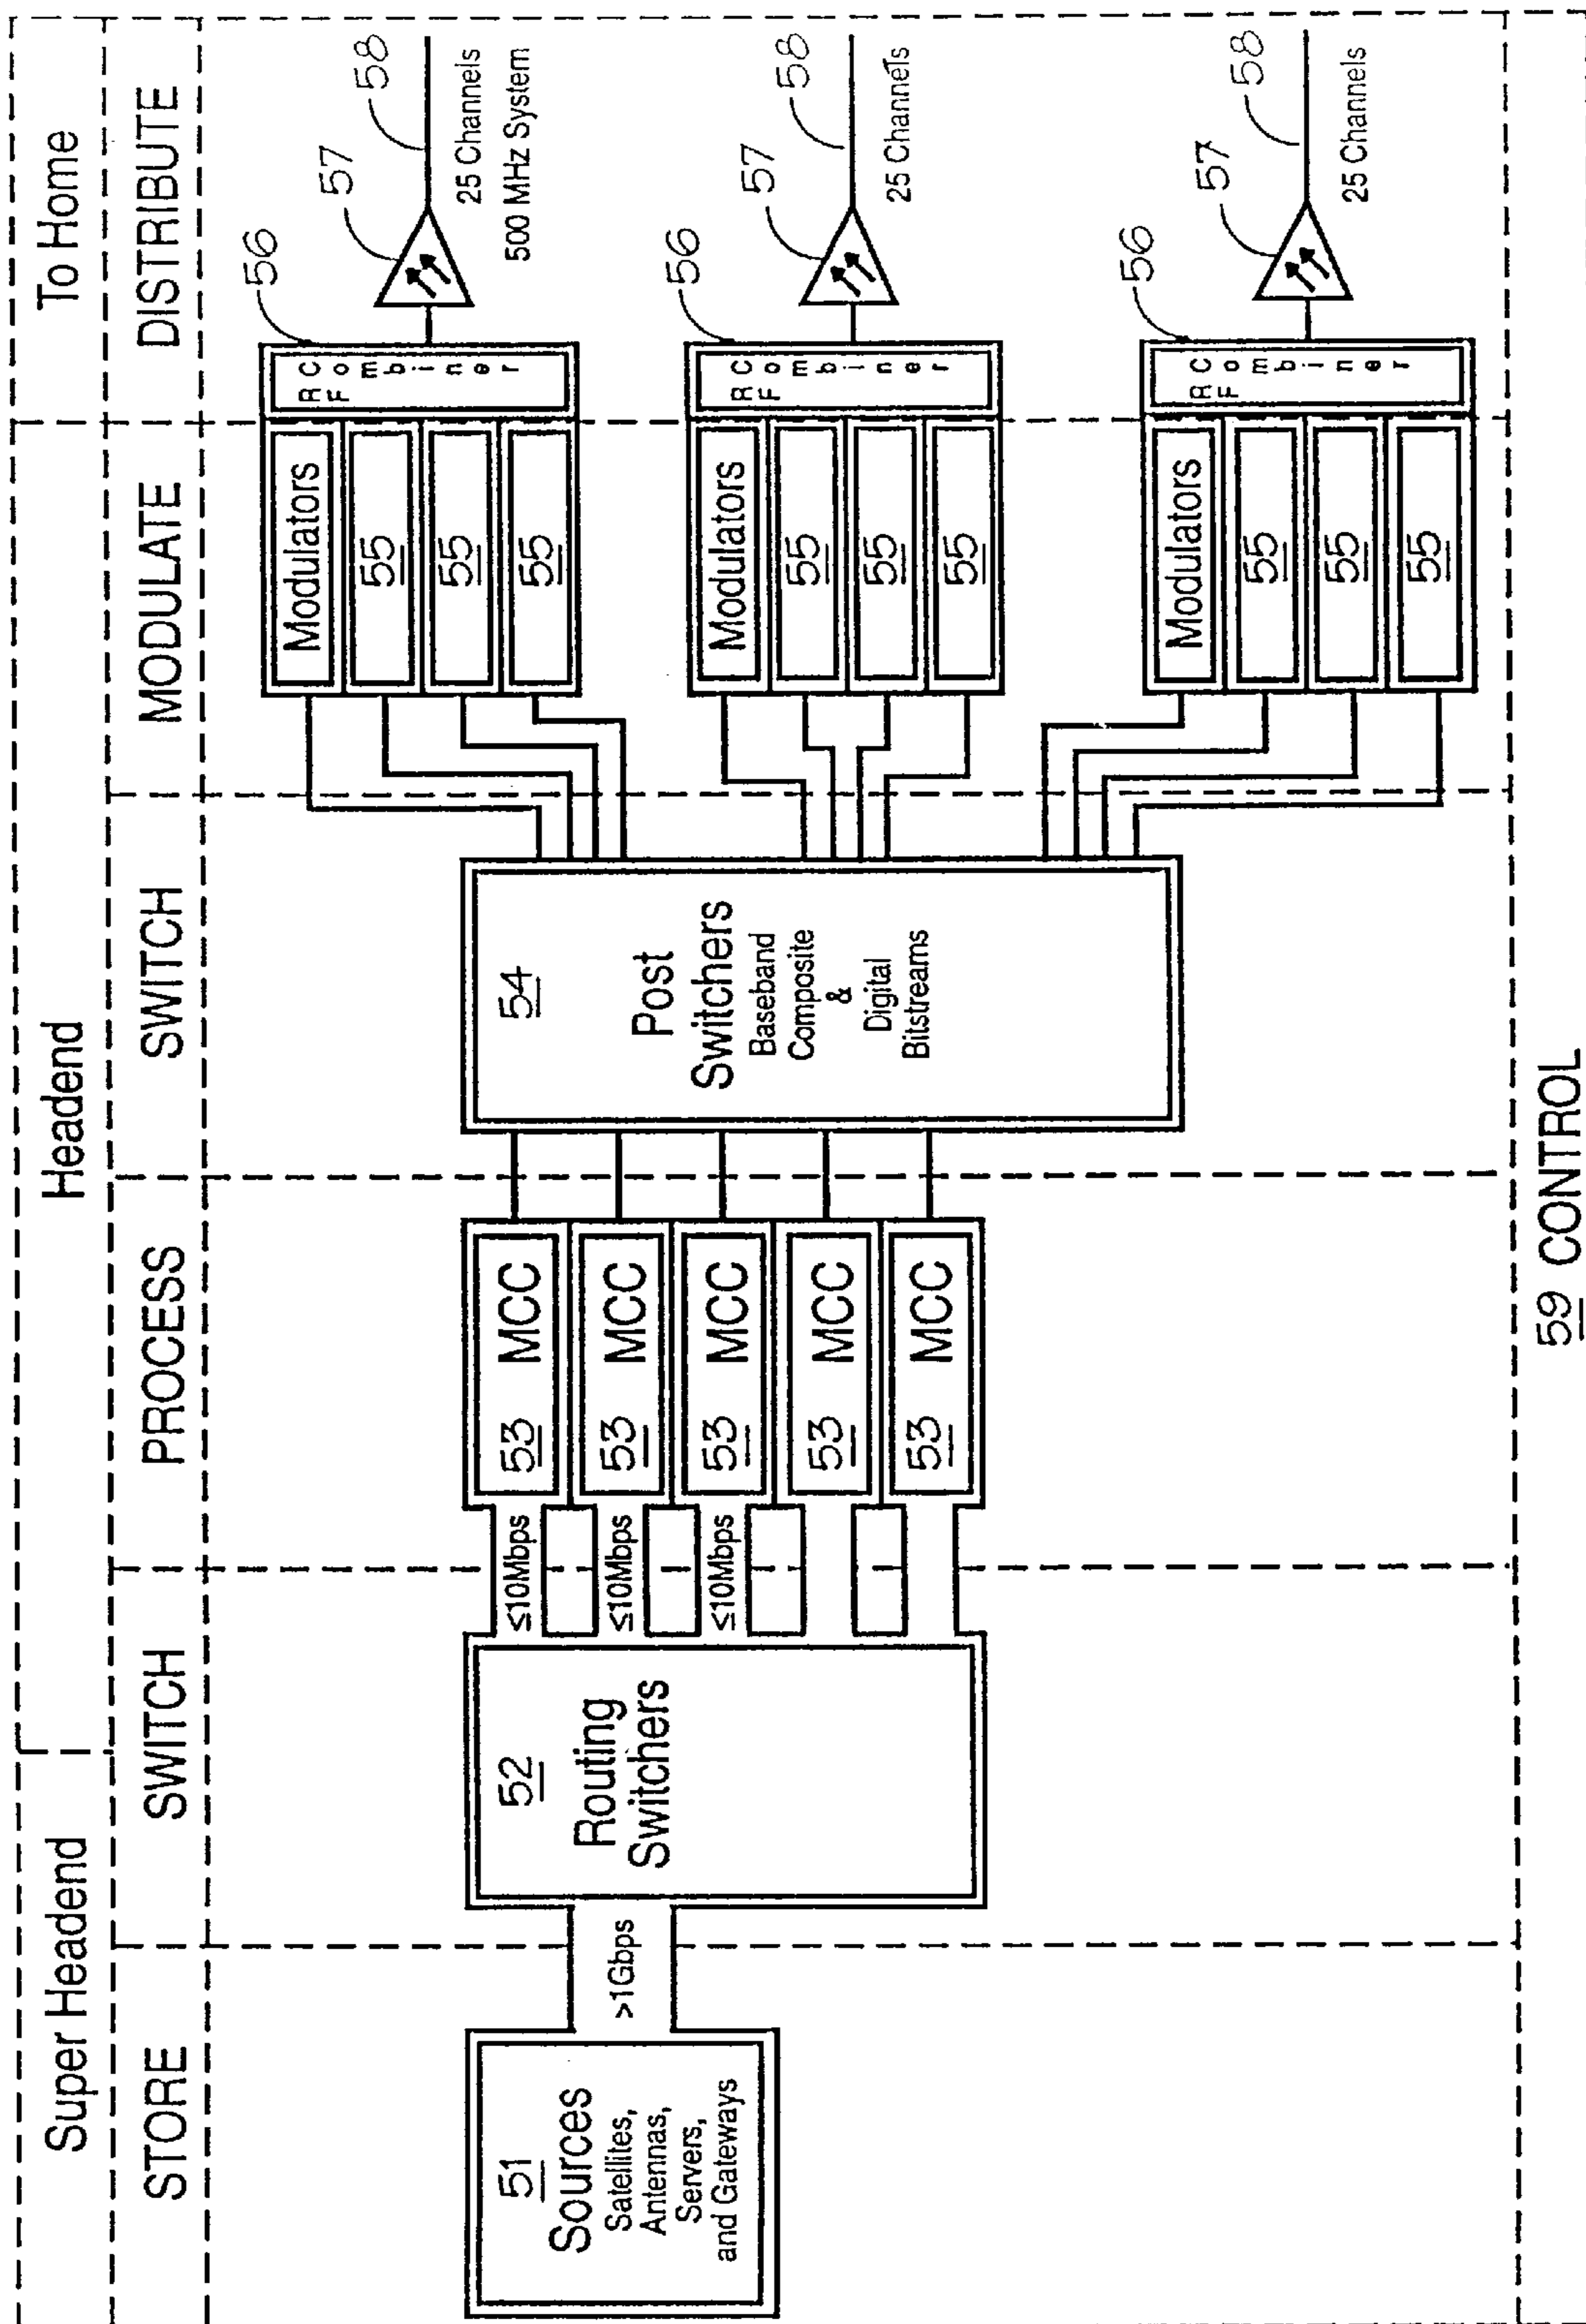 Super Headend
Headend
To Home
STORE
SWITCH
PROCESS
SWITCH
MODULATE
DISTRIBUTE
51
Sources
Satellites,
Antennas,
Servers,
and Gateways
>1Gbps
52
Routing
Switchers
≤10Mbps
≤10Mbps
≤10Mbps
53 MCC
53 MCC
53 MCC
53 MCC
53 MCC
54
Post
Switchers
Baseband
Composite
&
Digital
Bitstreams
Modulators
55
55
55
RF Combiner
56
57
58
25 Channels
500 MHz System
Modulators
55
55
55
RF Combiner
56
57
58
25 Channels
Modulators
55
55
55
RF Combiner
56
57
58
25 Channels
59 CONTROL